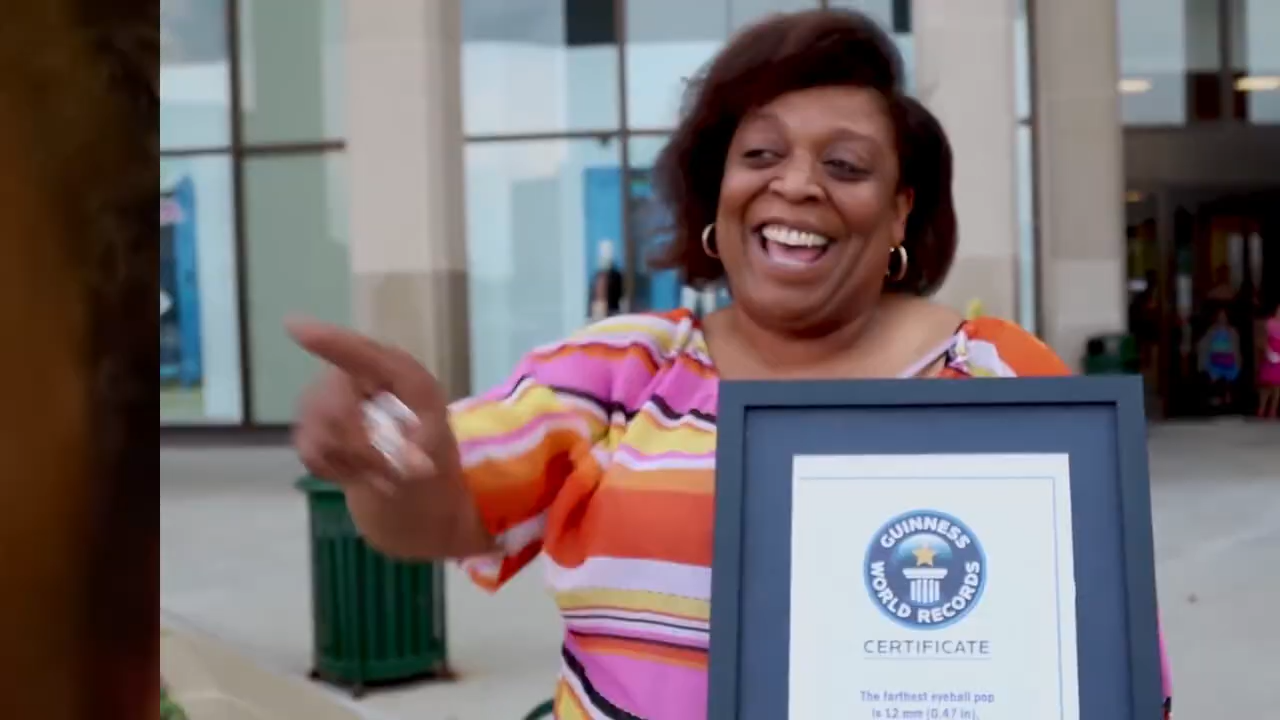 GUINNESS
WORLD RECORDS
CERTIFICATE
The farthest eyeball pop
is 12 mm (0.47 in).